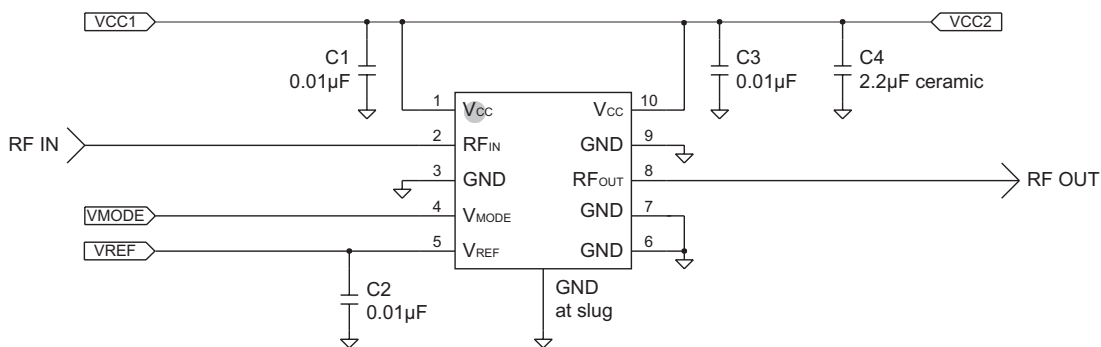 VCC1
VCC2
C1
0.01µF
C3
0.01µF
C4
2.2µF ceramic
1
VCC
VCC
10
RF IN
2
RFIN
GND
9
3
GND
RFOUT
8
RF OUT
VMODE
4
VMODE
GND
7
VREF
5
VREF
GND
6
C2
0.01µF
GND
at slug